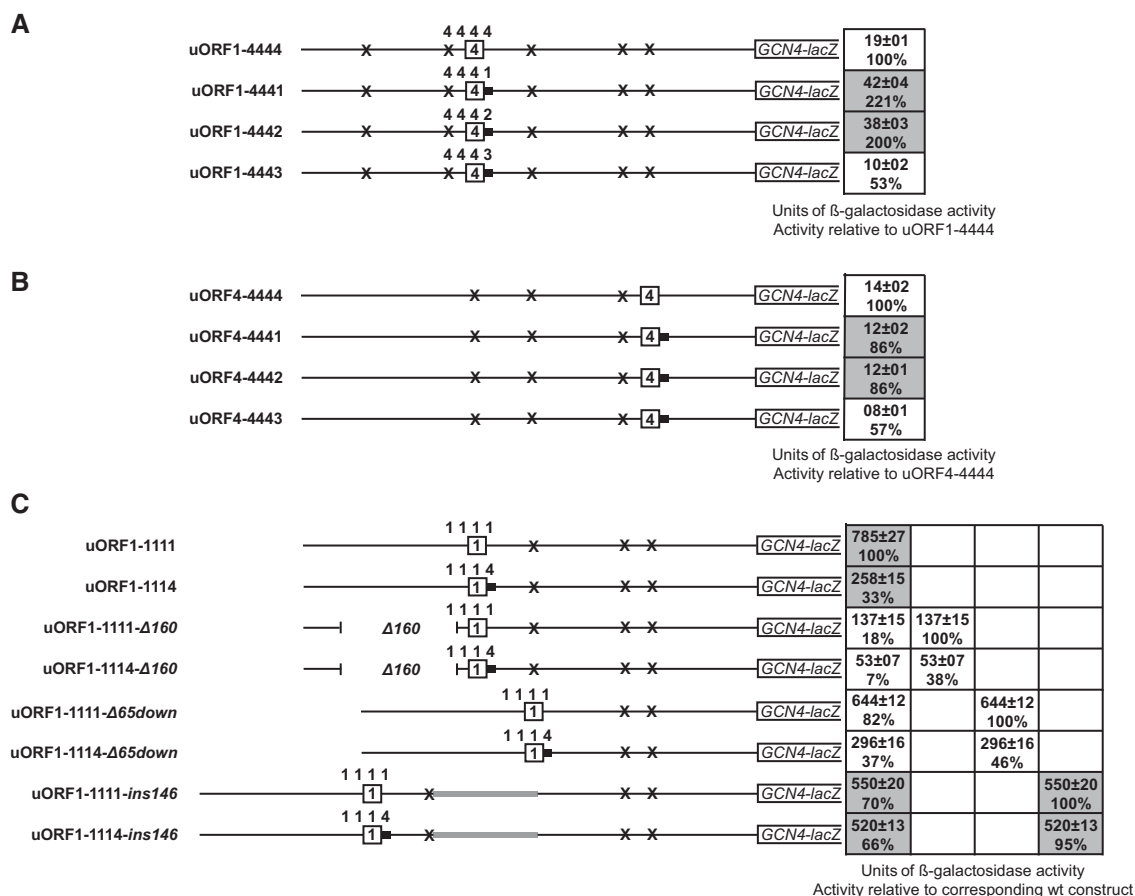 A
4 4 4 4
uORF1-4444 X X 4 X X X GCN4-lacZ 19±01
100%
4 4 4 1
uORF1-4441 X X 4 X X X GCN4-lacZ 42±04
221%
4 4 4 2
uORF1-4442 X X 4 X X X GCN4-lacZ 38±03
200%
4 4 4 3
uORF1-4443 X X 4 X X X GCN4-lacZ 10±02
53%
Units of ß-galactosidase activity
Activity relative to uORF1-4444
B
uORF4-4444 X X X 4 GCN4-lacZ 14±02
100%
uORF4-4441 X X X 4 GCN4-lacZ 12±02
86%
uORF4-4442 X X X 4 GCN4-lacZ 12±01
86%
uORF4-4443 X X X 4 GCN4-lacZ 08±01
57%
Units of ß-galactosidase activity
Activity relative to uORF4-4444
C
1 1 1 1
uORF1-1111 1 X X X GCN4-lacZ 785±27
100%
1 1 1 4
uORF1-1114 1 X X X GCN4-lacZ 258±15
33%
1 1 1 1
uORF1-1111-Δ160 Δ160 1 X X X GCN4-lacZ 137±15 137±15
18% 100%
1 1 1 4
uORF1-1114-Δ160 Δ160 1 X X X GCN4-lacZ 53±07 53±07
7% 38%
1 1 1 1
uORF1-1111-Δ65down 1 X X GCN4-lacZ 644±12 644±12
82% 100%
1 1 1 4
uORF1-1114-Δ65down 1 X X GCN4-lacZ 296±16 296±16
37% 46%
1 1 1 1
uORF1-1111-ins146 1 X X X GCN4-lacZ 550±20 550±20
70% 100%
1 1 1 4
uORF1-1114-ins146 1 X X X GCN4-lacZ 520±13 520±13
66% 95%
Units of ß-galactosidase activity
Activity relative to corresponding wt construct